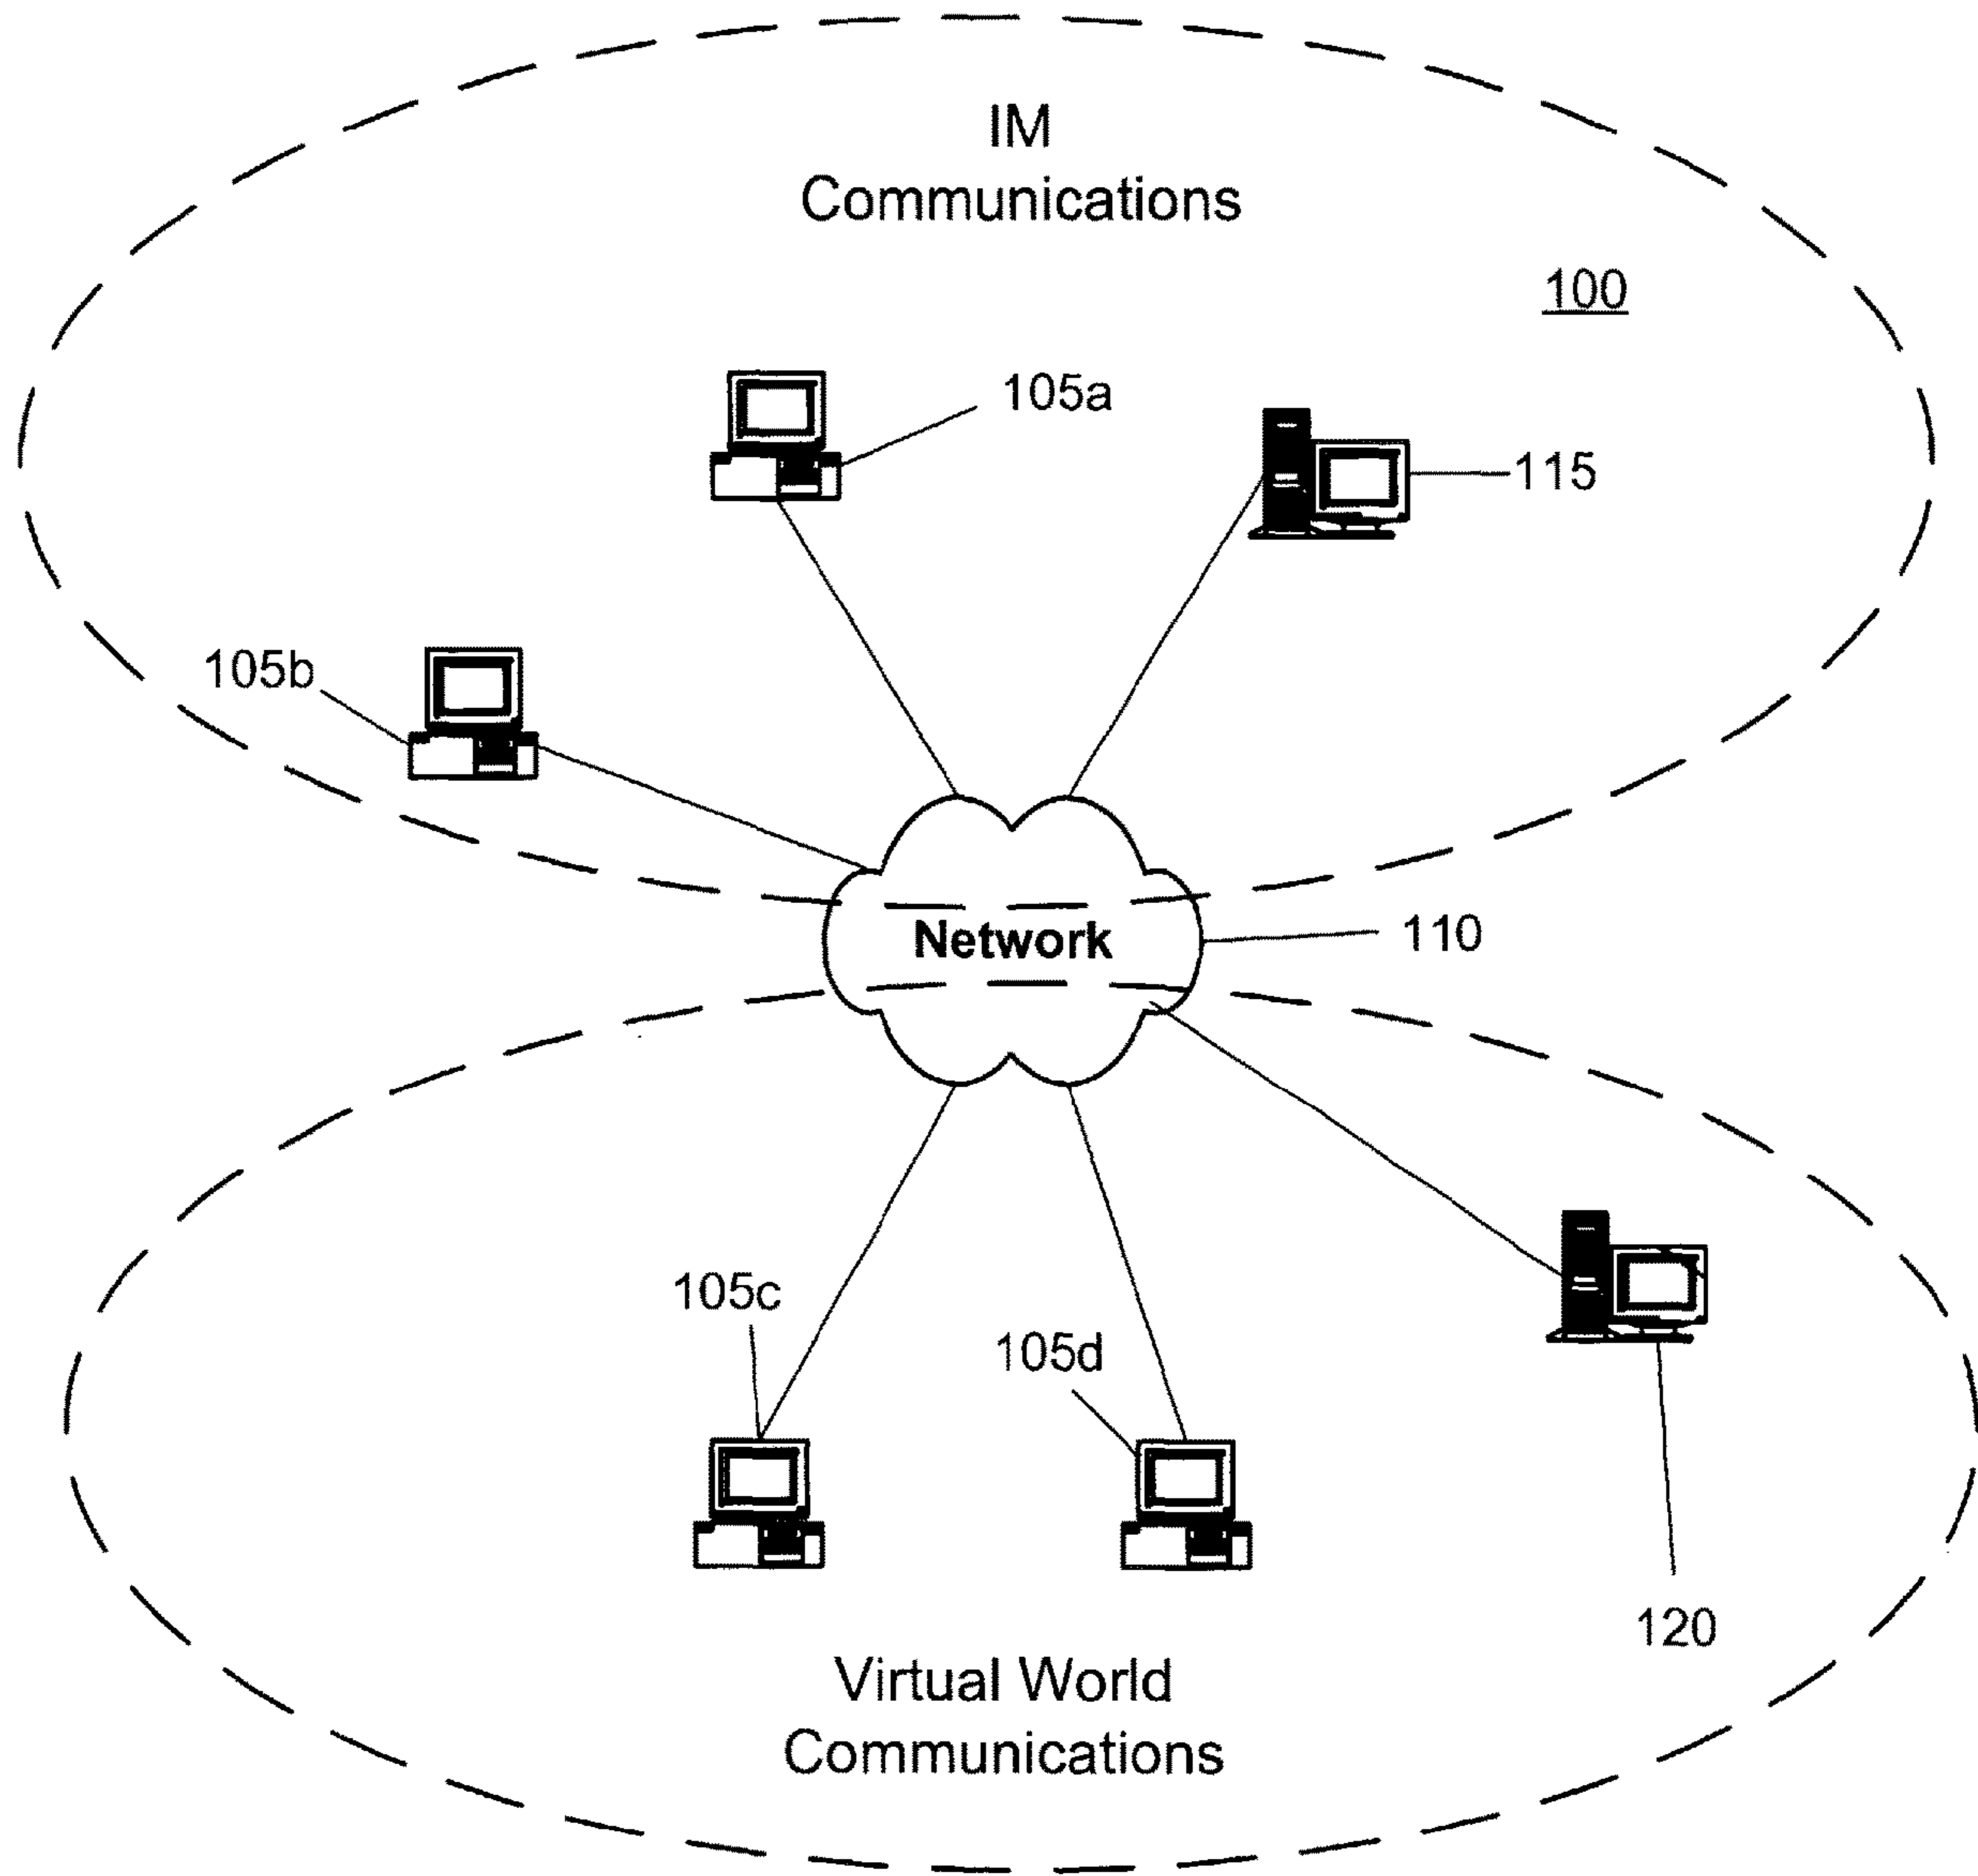 IM
Communications
100
105a
115
105b
Network
110
105c
105d
120
Virtual World
Communications